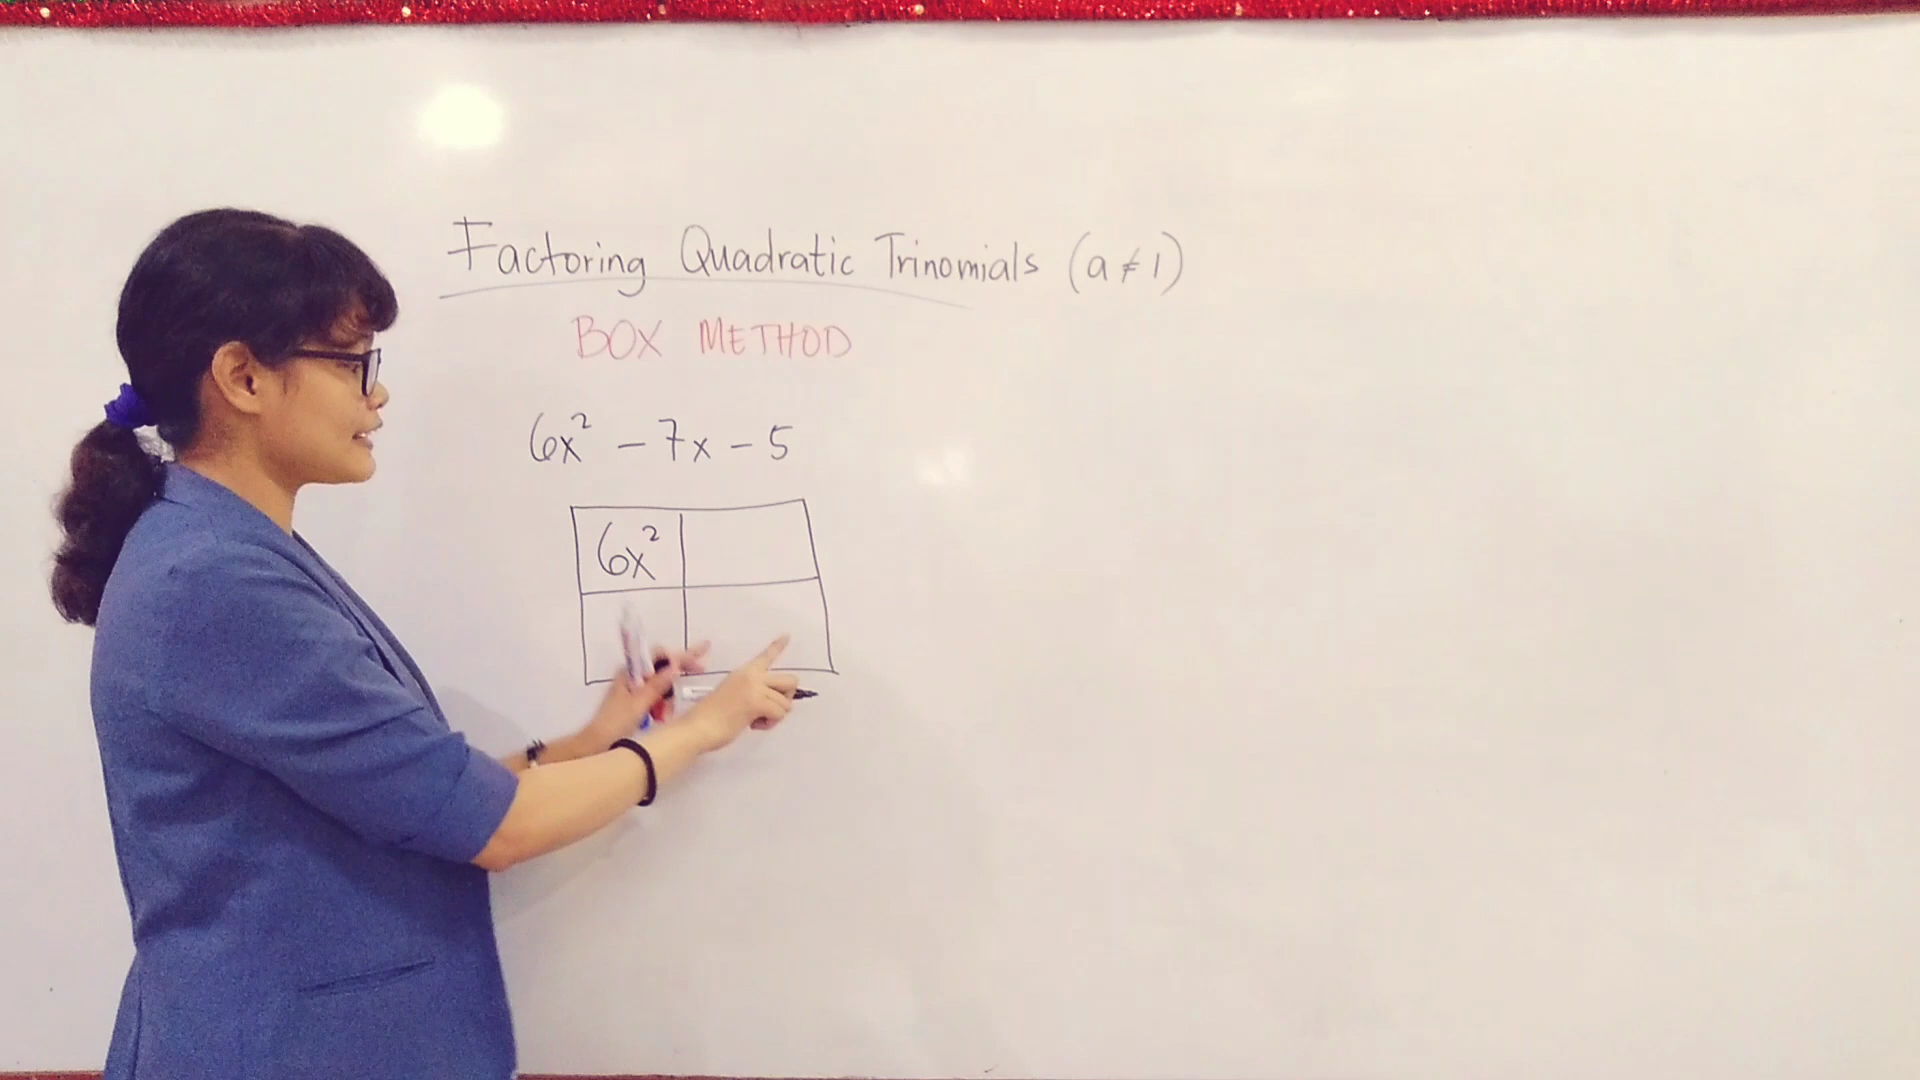 Factoring Quadratic Trinomials (a ≠ 1)
BOX METHOD
6x² - 7x - 5
6x²